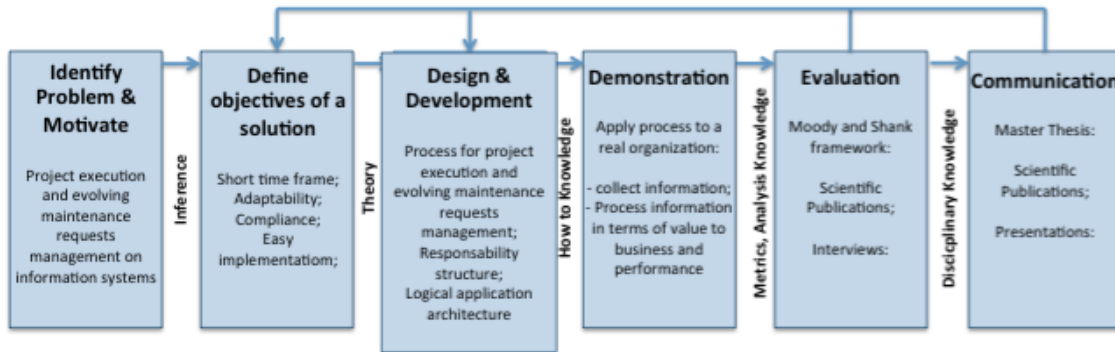 Identify
Problem &
Motivate
Project execution
and evolving
maintenance
requests
management on
information systems
Inference
Define
objectives of a
solution
Short time frame;
Adaptability;
Compliance;
Easy
implementatiom;
Theory
Design &
Development
Process for project
execution and
evolving maintenance
requests
management;
Responsability
structure;
Logical application
architecture
How to Knowledge
Demonstration
Apply process to a
real organization:
- collect information;
- Process information
in terms of value to
business and
performance
Metrics, Analysis Knowledge
Evaluation
Moody and Shank
framework:
Scientific
Publications;
Interviews:
Discicplinary Knowledge
Communication
Master Thesis:
Scientific
Publications;
Presentations: